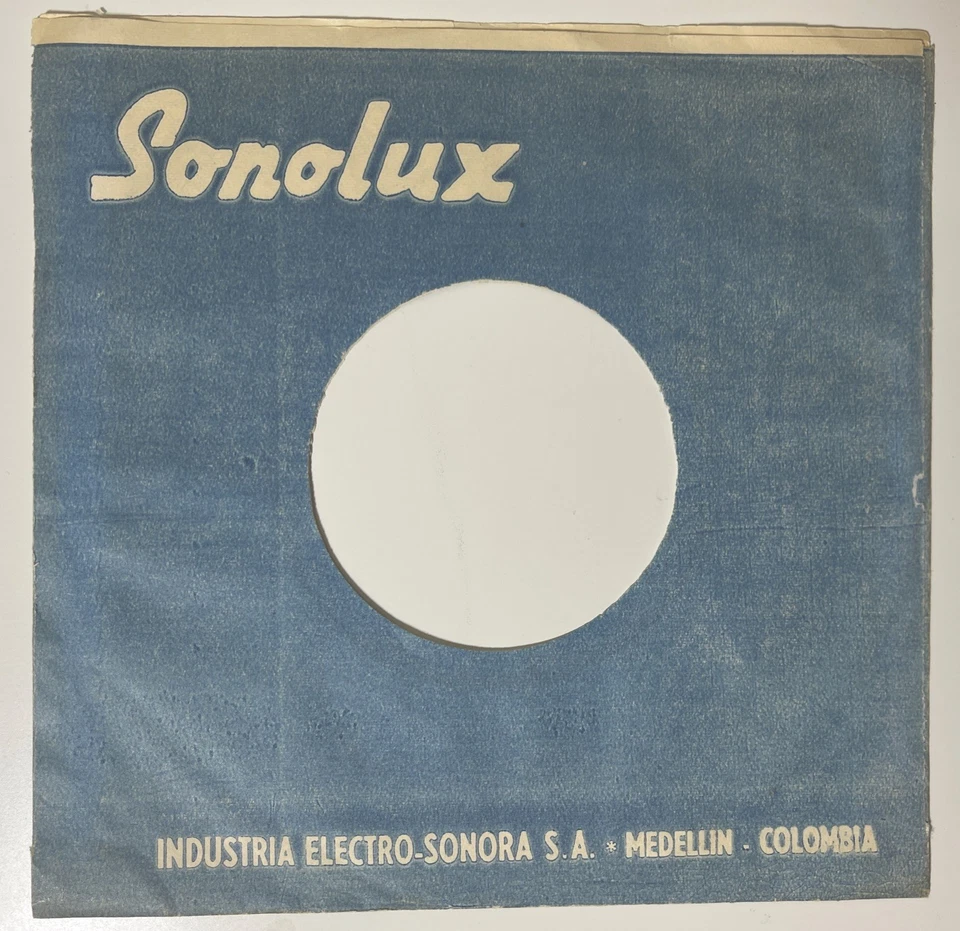 Sonolux
INDUSTRIA ELECTRO-SONORA S.A. * MEDELLIN - COLOMBIA